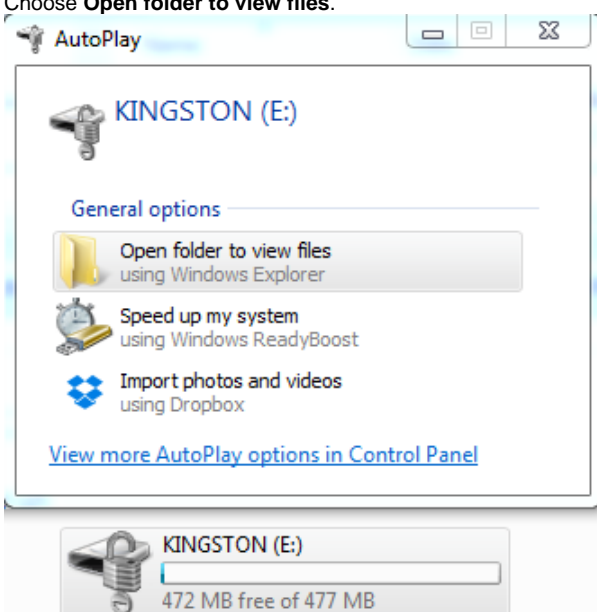 Choose Open folder to view files.
AutoPlay
KINGSTON (E:)
General options
Open folder to view files
using Windows Explorer
Speed up my system
using Windows ReadyBoost
Import photos and videos
using Dropbox
View more AutoPlay options in Control Panel
KINGSTON (E:)
472 MB free of 477 MB